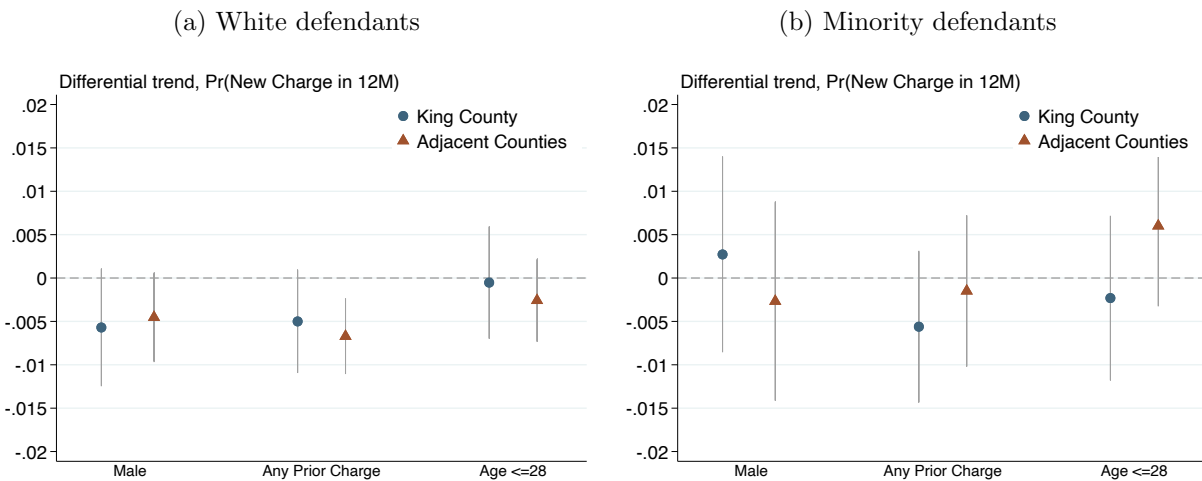 (a) White defendants
Differential trend, Pr(New Charge in 12M)
.02
.015
.01
.005
0
-.005
-.01
-.015
-.02
King County
Adjacent Counties
Male Any Prior Charge Age <=28
(b) Minority defendants
Differential trend, Pr(New Charge in 12M)
.02
.015
.01
.005
0
-.005
-.01
-.015
-.02
King County
Adjacent Counties
Male Any Prior Charge Age <=28